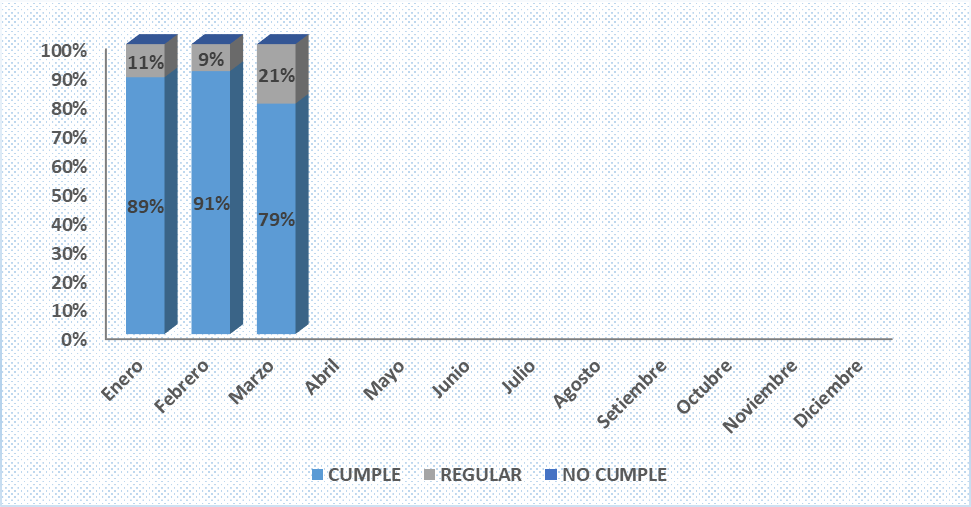 100%
90%
80%
70%
60%
50%
40%
30%
20%
10%
0%
11% 9% 21%
89% 91% 79%
Enero Febrero Marzo Abril Mayo Junio Julio Agosto Setiembre Octubre Noviembre Diciembre
CUMPLE REGULAR NO CUMPLE